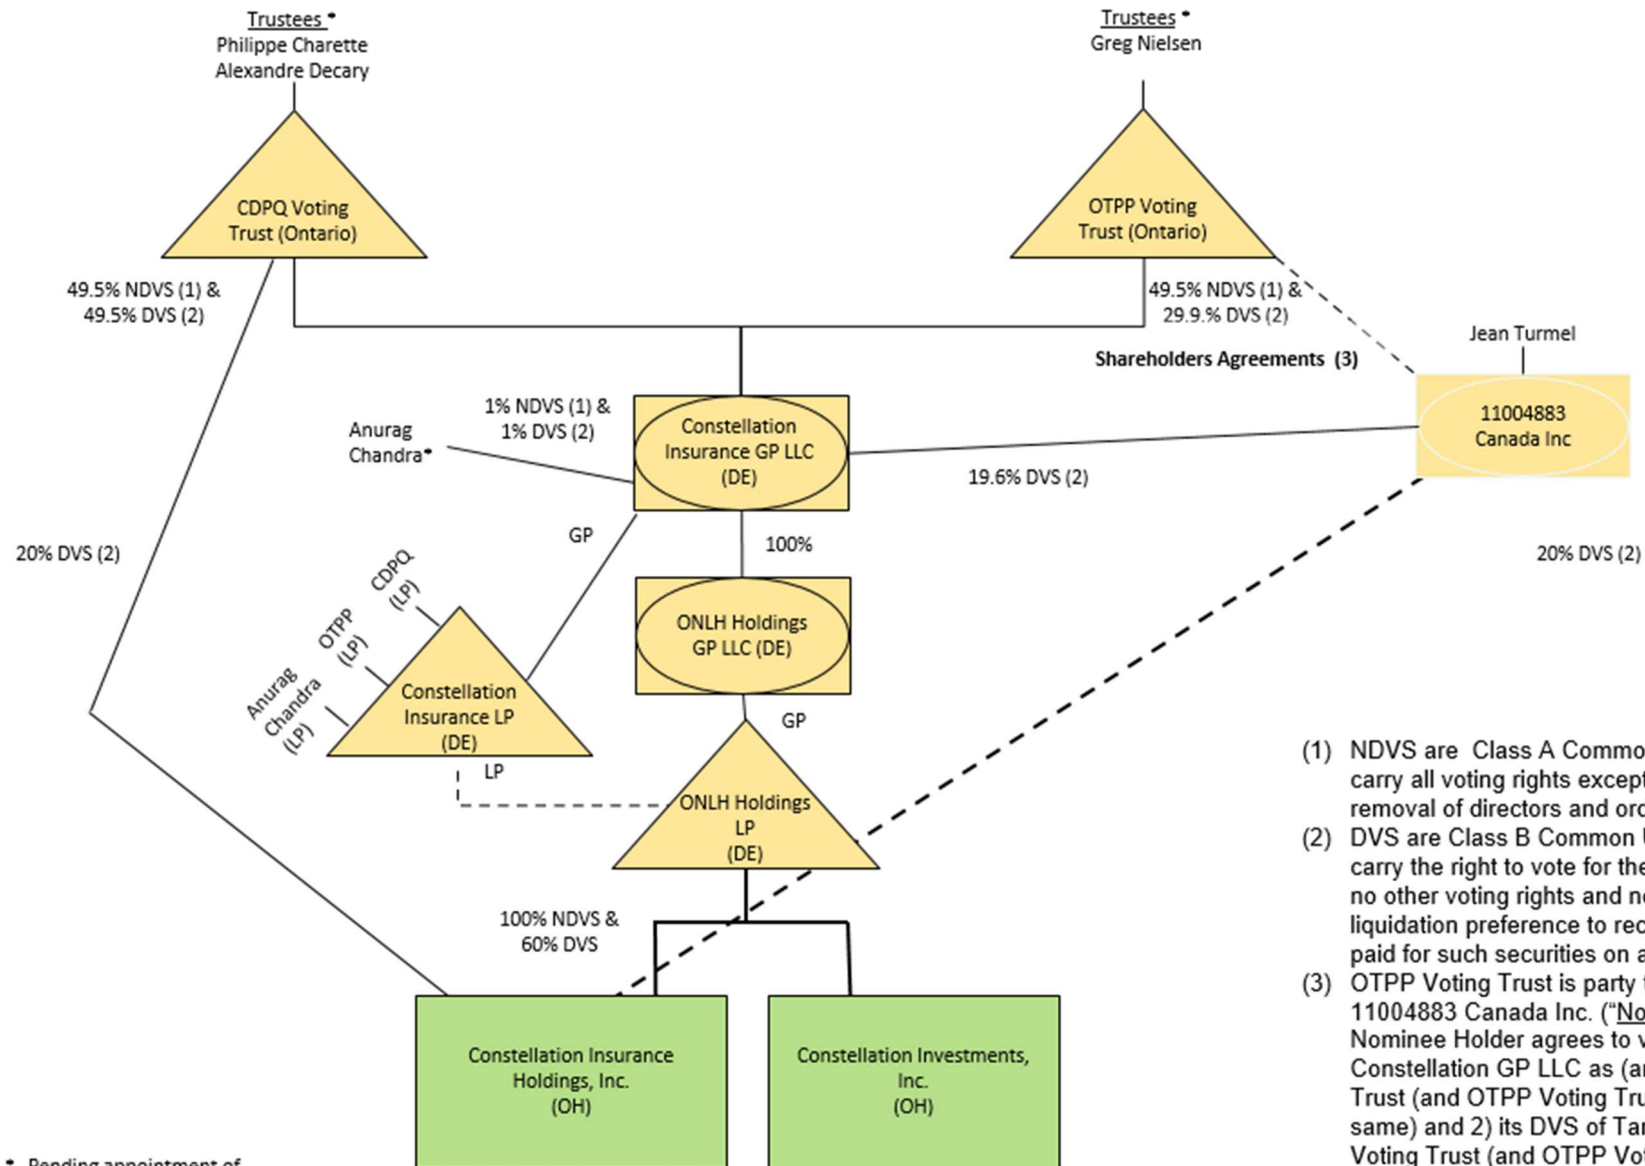 Trustees *
Philippe Charette
Alexandre Decary
Trustees *
Greg Nielsen
CDPQ Voting
Trust (Ontario)
OTPP Voting
Trust (Ontario)
49.5% NDVS (1) &
49.5% DVS (2)
49.5% NDVS (1) &
29.9.% DVS (2)
Shareholders Agreements (3)
Jean Turmel
11004883
Canada Inc
1% NDVS (1) &
1% DVS (2)
Anurag
Chandra*
Constellation
Insurance GP LLC
(DE)
19.6% DVS (2)
20% DVS (2)
GP
100%
20% DVS (2)
CDPQ
(LP)
OTPP
(LP)
Anurag
Chandra
(LP)
ONLH Holdings
GP LLC (DE)
Constellation
Insurance LP
(DE)
GP
LP
ONLH Holdings
LP
(DE)
100% NDVS &
60% DVS
Constellation Insurance
Holdings, Inc.
(OH)
Constellation Investments,
Inc.
(OH)
(1) NDVS are Class A Commo
carry all voting rights except
removal of directors and ord
(2) DVS are Class B Common U
carry the right to vote for the
no other voting rights and no
liquidation preference to rec
paid for such securities on a
(3) OTPP Voting Trust is party t
11004883 Canada Inc. ("No
Nominee Holder agrees to v
Constellation GP LLC as (an
Trust (and OTPP Voting Tru
same) and 2) its DVS of Tar
Voting Trust (and OTPP Vot
* Pending appointment of